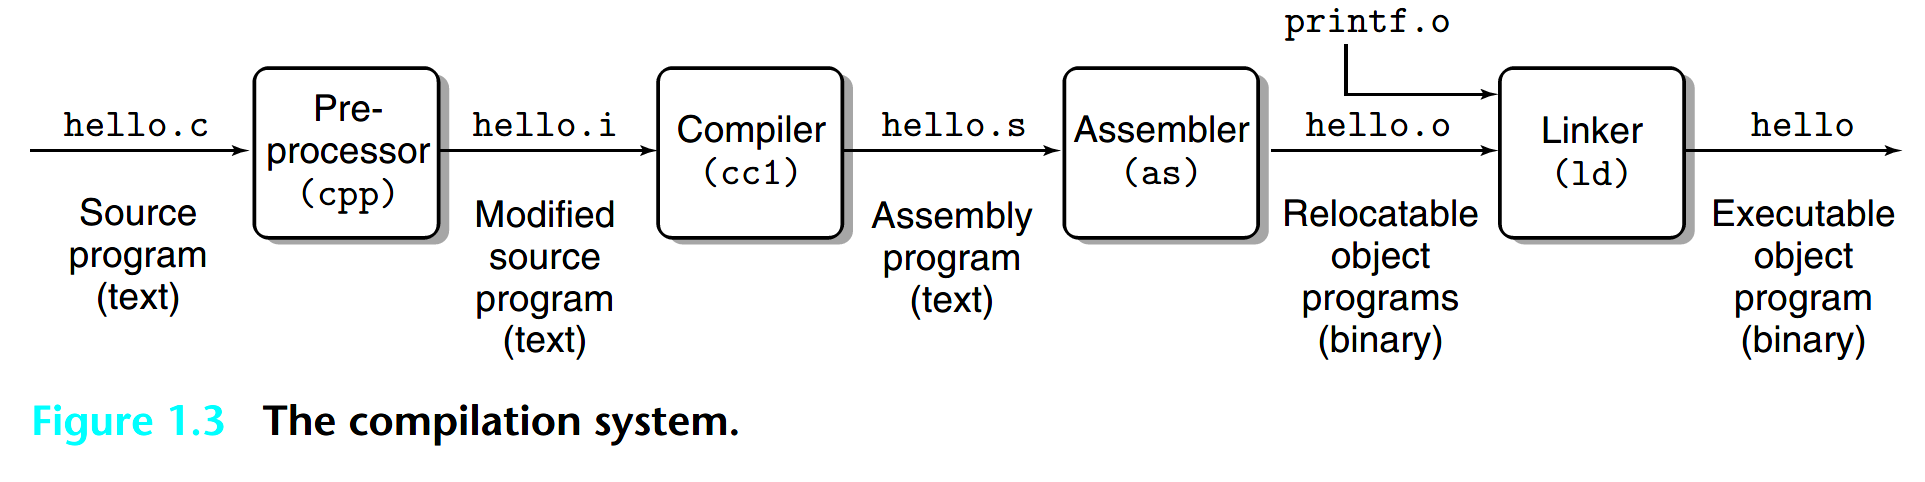 printf.o
hello.c
Pre-
processor
(cpp)
hello.i
Compiler
(cc1)
hello.s
Assembler
(as)
hello.o
Linker
(ld)
hello
Source
program
(text)
Modified
source
program
(text)
Assembly
program
(text)
Relocatable
object
programs
(binary)
Executable
object
program
(binary)
Figure 1.3 The compilation system.